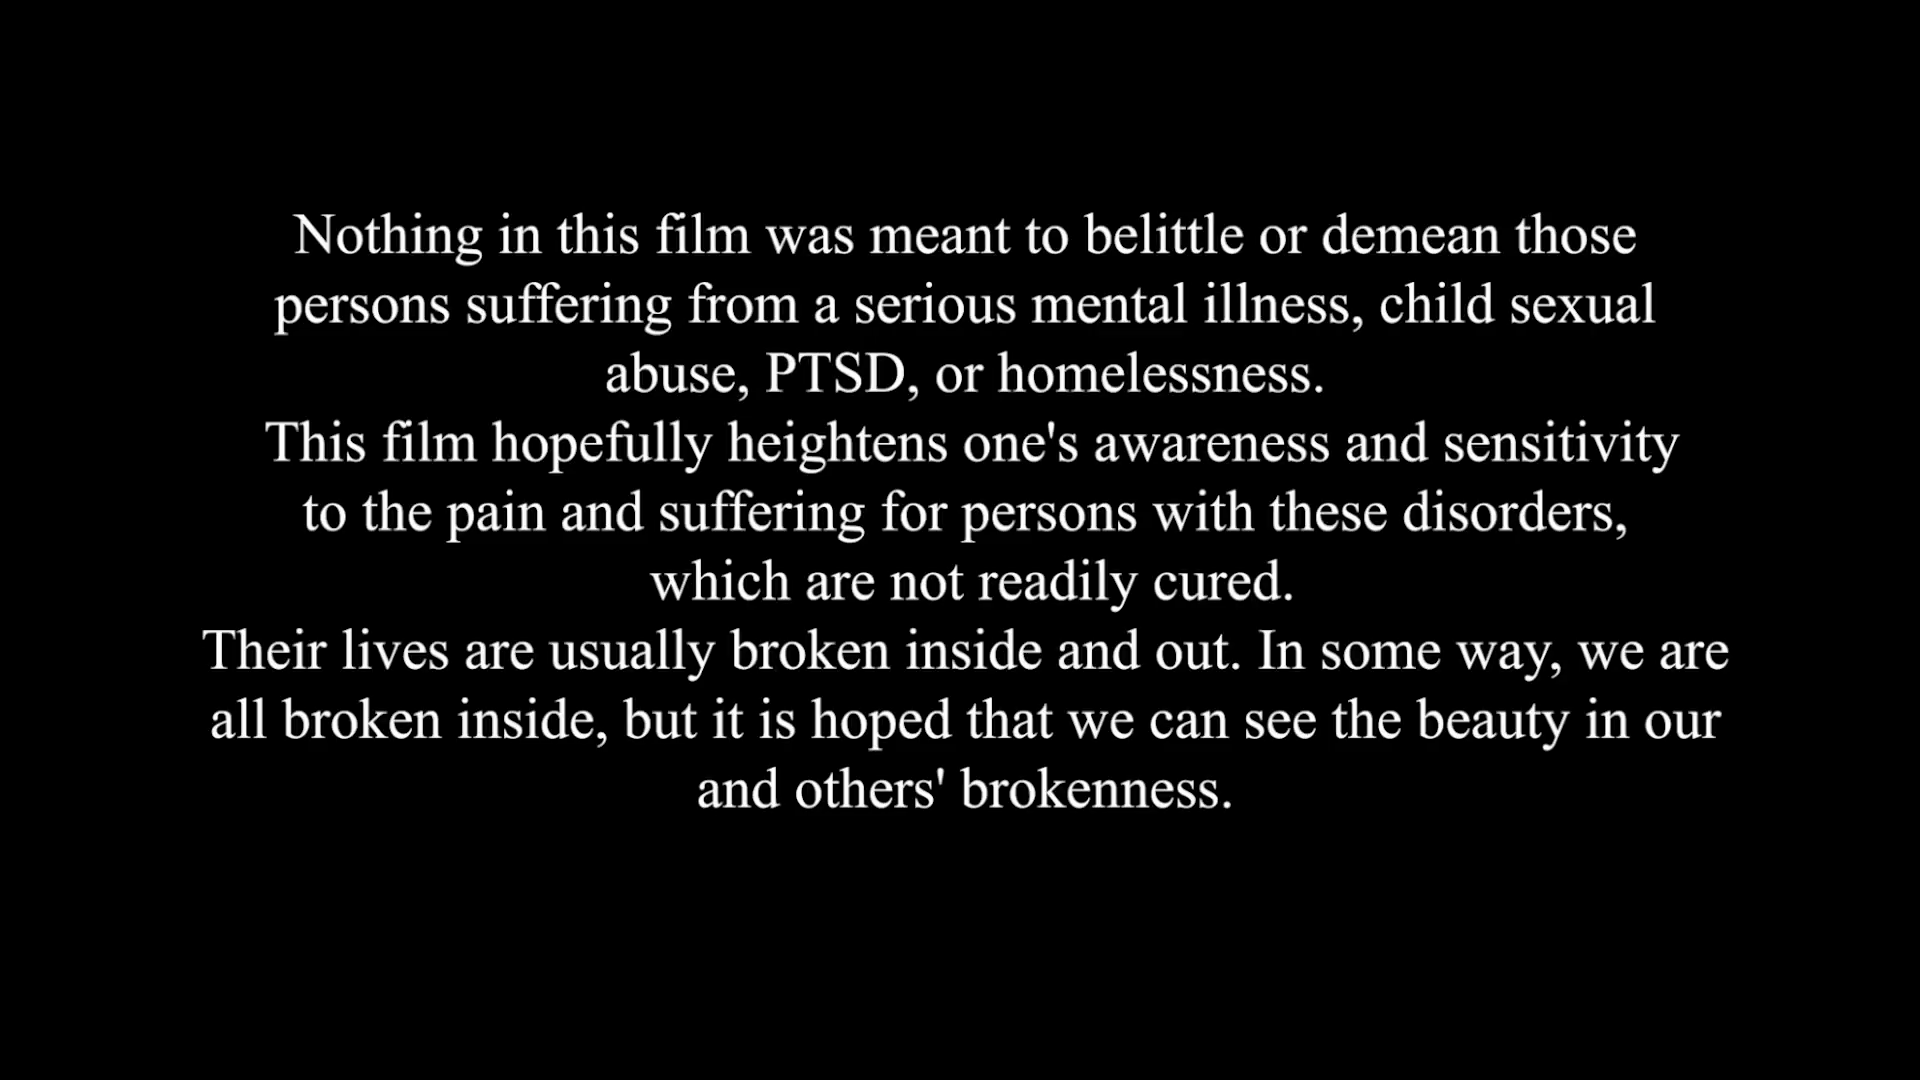 Nothing in this film was meant to belittle or demean those
persons suffering from a serious mental illness, child sexual
abuse, PTSD, or homelessness.
This film hopefully heightens one's awareness and sensitivity
to the pain and suffering for persons with these disorders,
which are not readily cured.
Their lives are usually broken inside and out. In some way, we are
all broken inside, but it is hoped that we can see the beauty in our
and others' brokenness.